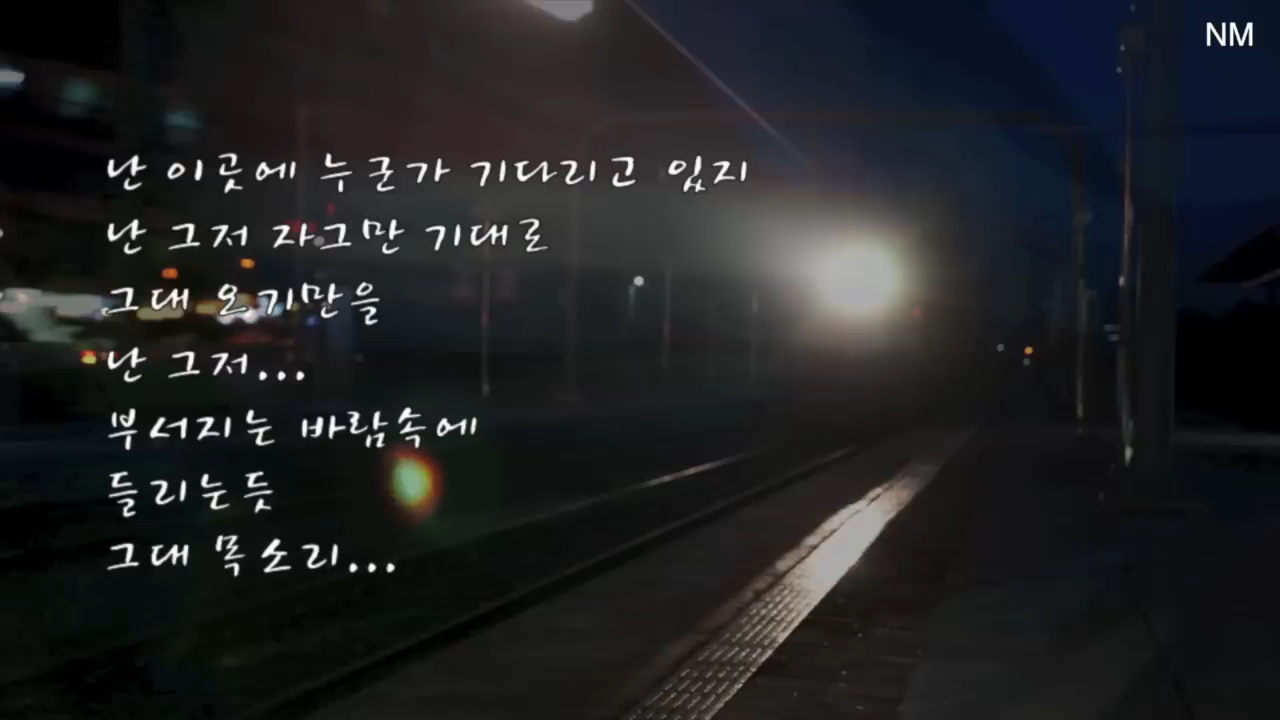 NM
난 이곳에 누군가 기다리고 있지
난 그저 자그만 기대로
그대 오기만을
난 그저...
부서지는 바람속에
들리는듯
그대 목소리...